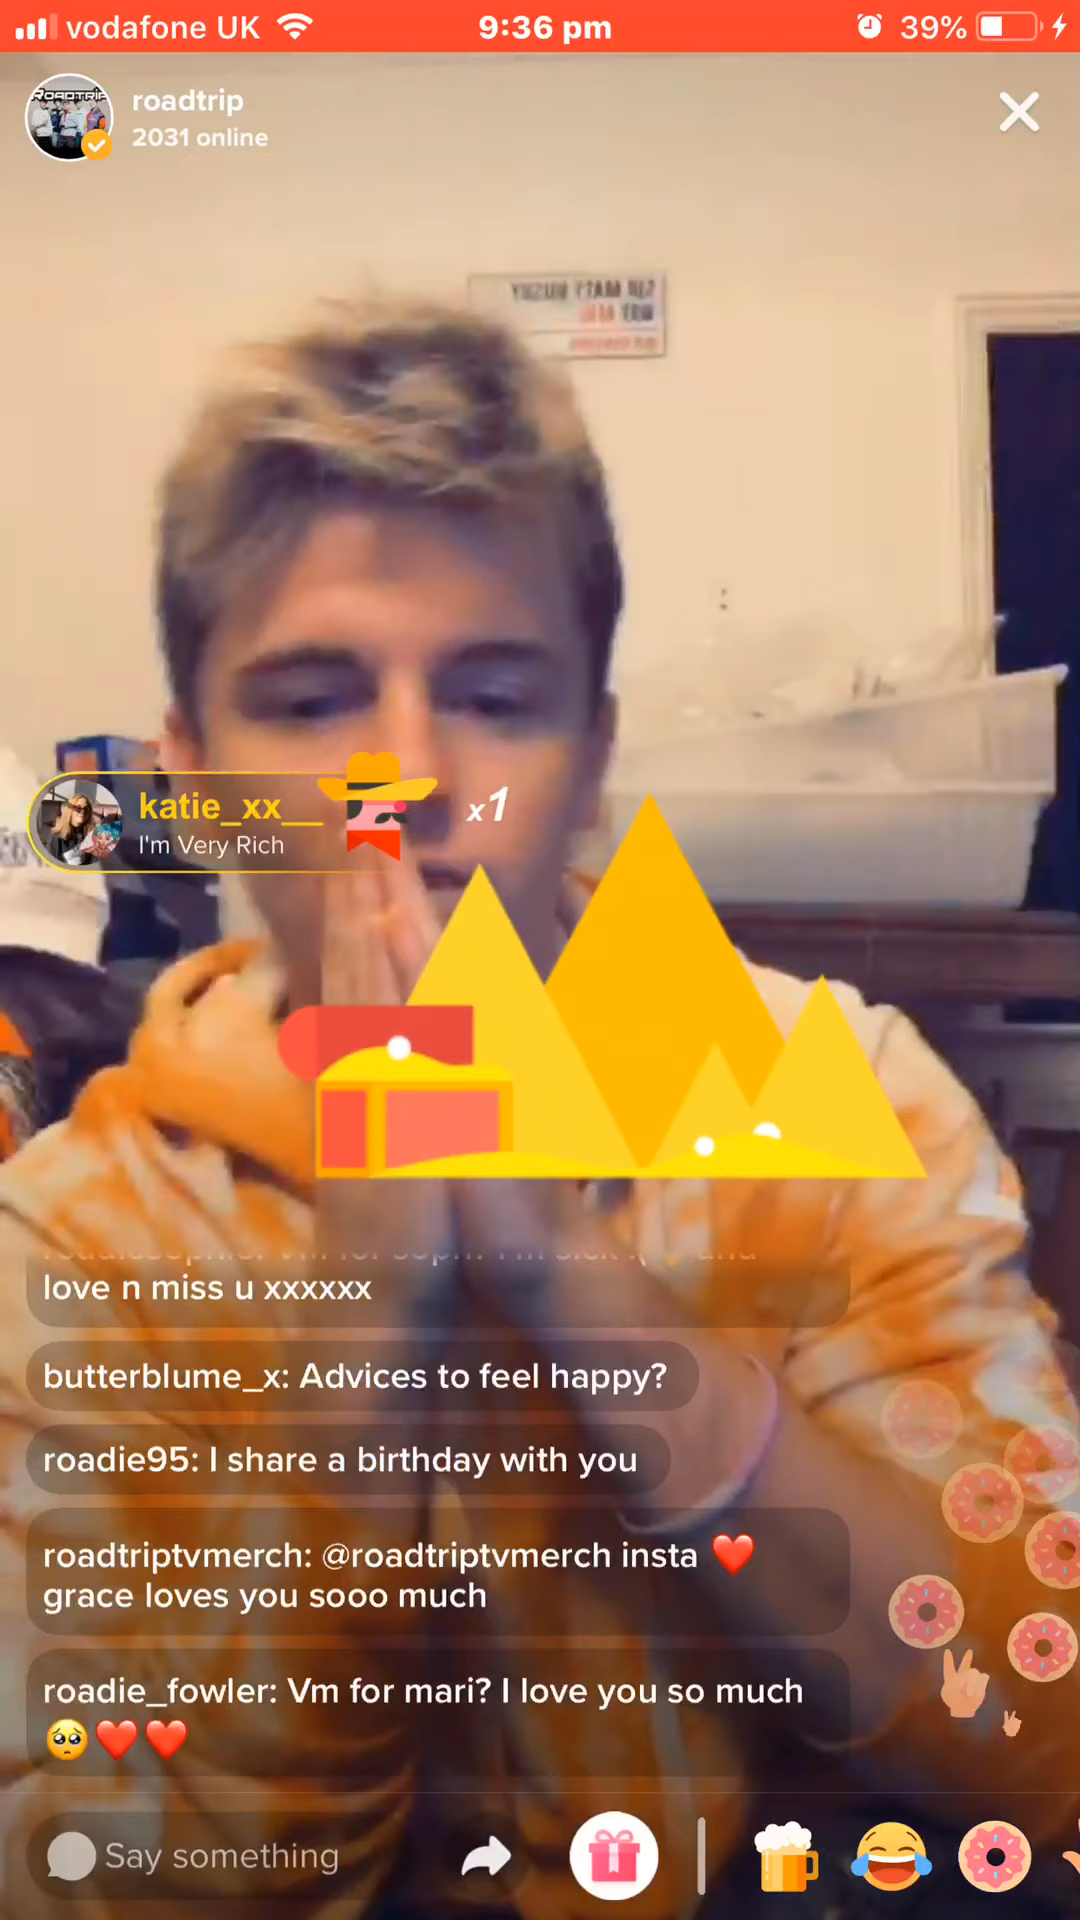 vodafone UK
9:36 pm
39%
ROADTRIP
roadtrip
2031 online
katie_xx__
I'm Very Rich
x1
love n miss u xxxxxx
butterblume_x: Advices to feel happy?
roadie95: I share a birthday with you
roadtriptvmerch: @roadtriptvmerch insta ❤️
grace loves you sooo much
roadie_fowler: Vm for mari? I love you so much
🥺❤️❤️
Say something